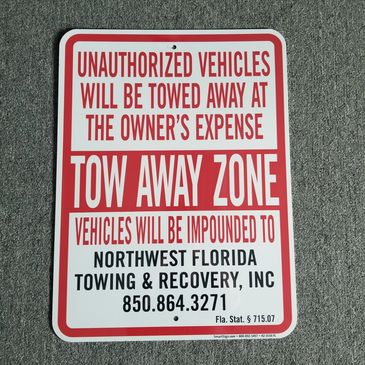 UNAUTHORIZED VEHICLES
WILL BE TOWED AWAY AT
THE OWNER'S EXPENSE
TOW AWAY ZONE
VEHICLES WILL BE IMPOUNDED TO
NORTHWEST FLORIDA
TOWING & RECOVERY, INC
850.864.3271
Fla. Stat. § 715.07